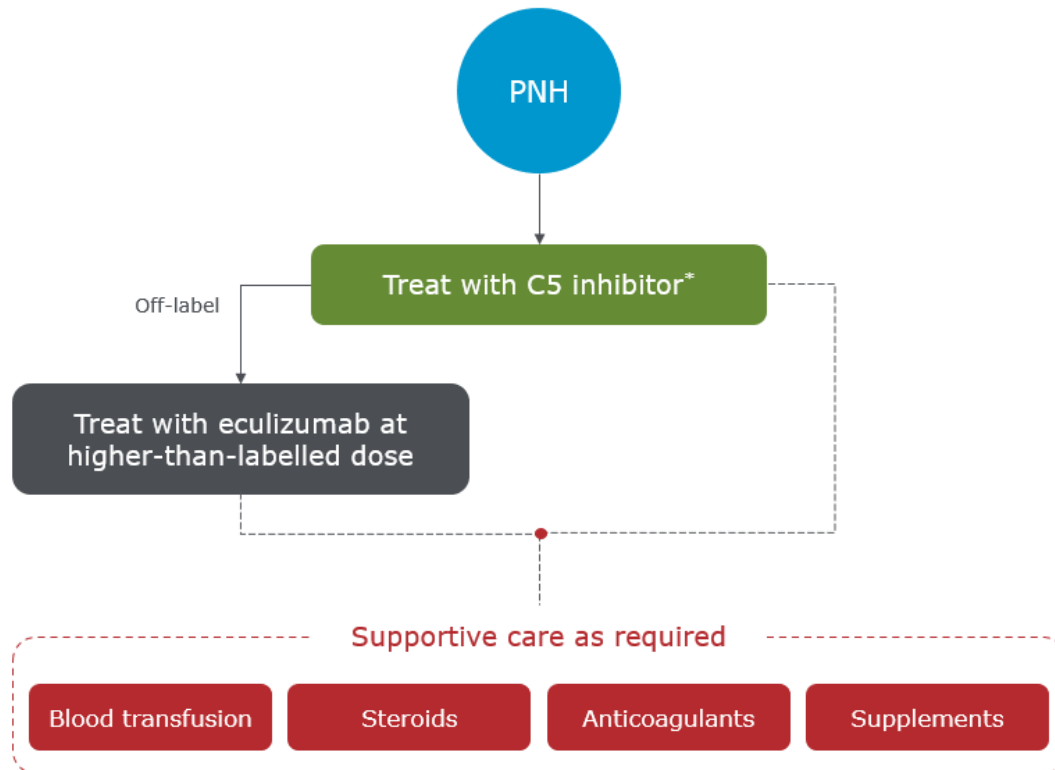 PNH
Treat with C5 inhibitor*
Off-label
Treat with eculizumab at
higher-than-labelled dose
Supportive care as required
Blood transfusion
Steroids
Anticoagulants
Supplements